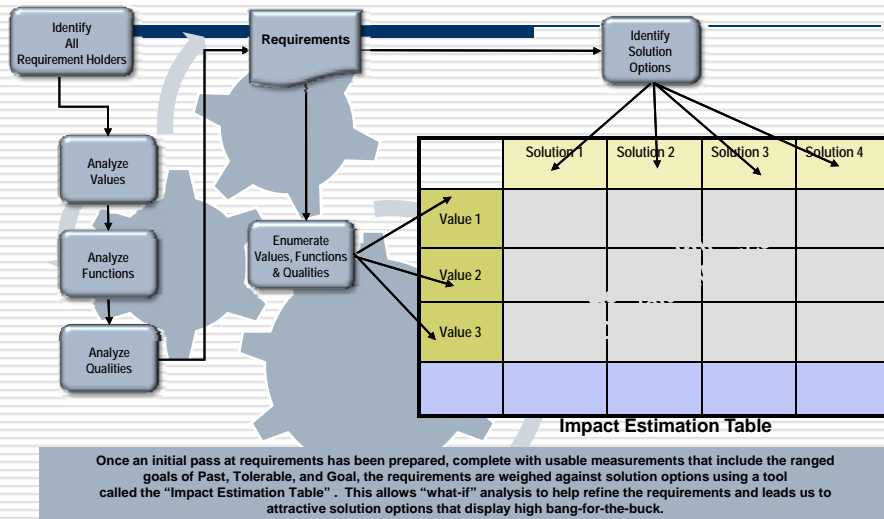 Identify
All
Requirement Holders
Requirements
Identify
Solution
Options
Analyze
Values
Analyze
Functions
Analyze
Qualities
Enumerate
Values, Functions
& Qualities
Solution 1
Solution 2
Solution 3
Solution 4
Value 1
Value 2
Value 3
Impact Estimation Table
Once an initial pass at requirements has been prepared, complete with usable measurements that include the ranged
goals of Past, Tolerable, and Goal, the requirements are weighed against solution options using a tool
called the “Impact Estimation Table” . This allows “what-if” analysis to help refine the requirements and leads us to
attractive solution options that display high bang-for-the-buck.